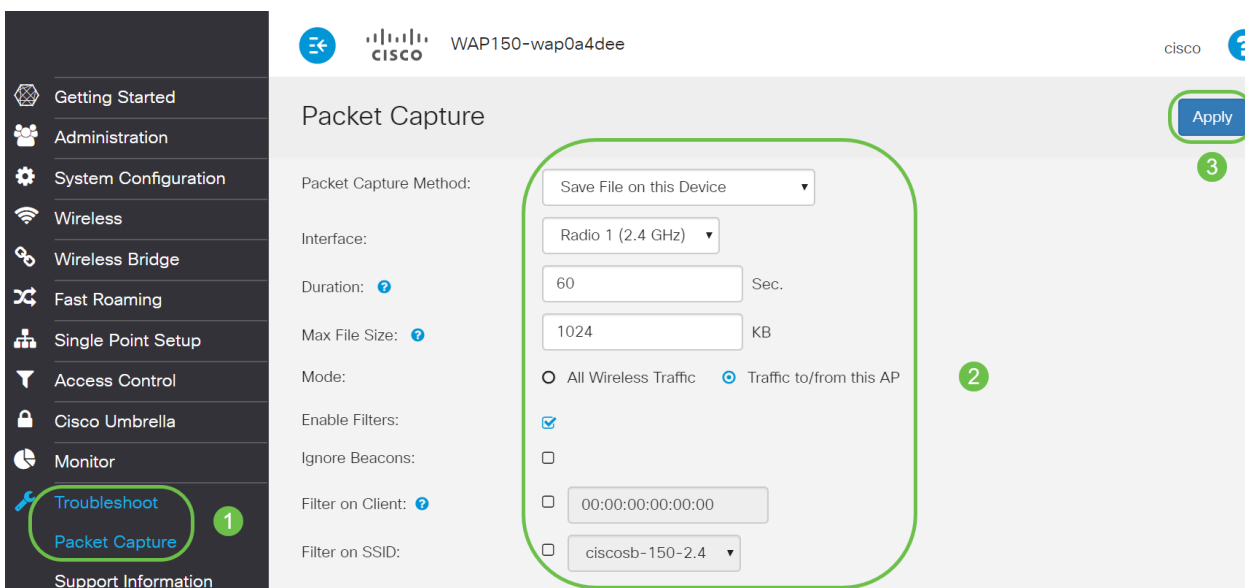 CISCO WAP150-wap0a4dee cisco ?
Getting Started
Administration
System Configuration
Wireless
Wireless Bridge
Fast Roaming
Single Point Setup
Access Control
Cisco Umbrella
Monitor
Troubleshoot
Packet Capture
Support Information
1
Packet Capture Apply
3
Packet Capture Method: Save File on this Device
Interface: Radio 1 (2.4 GHz)
Duration: ? 60 Sec.
Max File Size: ? 1024 KB
Mode: All Wireless Traffic Traffic to/from this AP
2
Enable Filters:
Ignore Beacons:
Filter on Client: ? 00:00:00:00:00:00
Filter on SSID: ciscosb-150-2.4